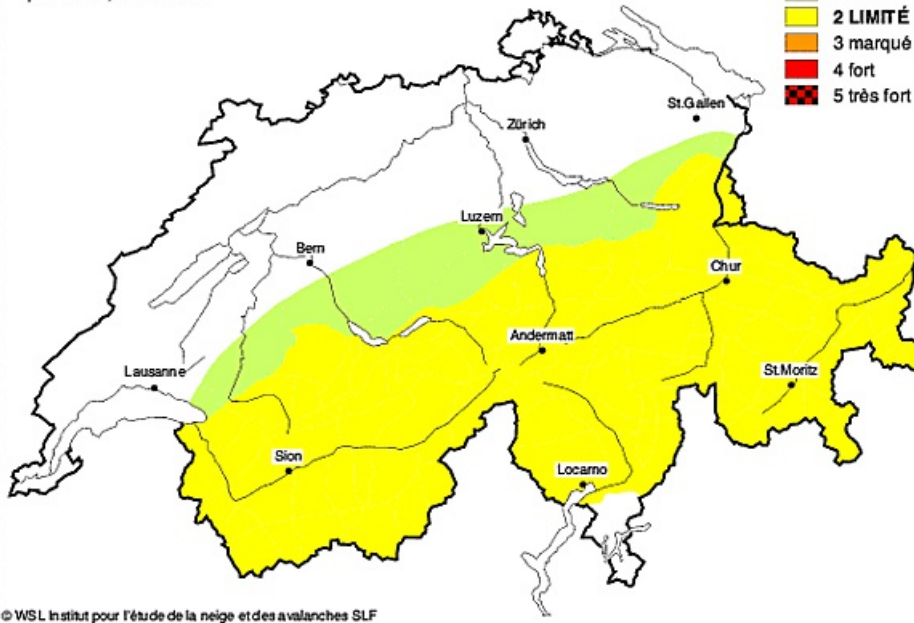 2 LIMITÉ
3 marqué
4 fort
5 très fort
St.Gallen
Zürich
Luzern
Bern
Chur
Andermatt
Lausanne
St.Moritz
Sion
Locarno
© WSL Institut pour l'étude de la neige et des avalanches SLF